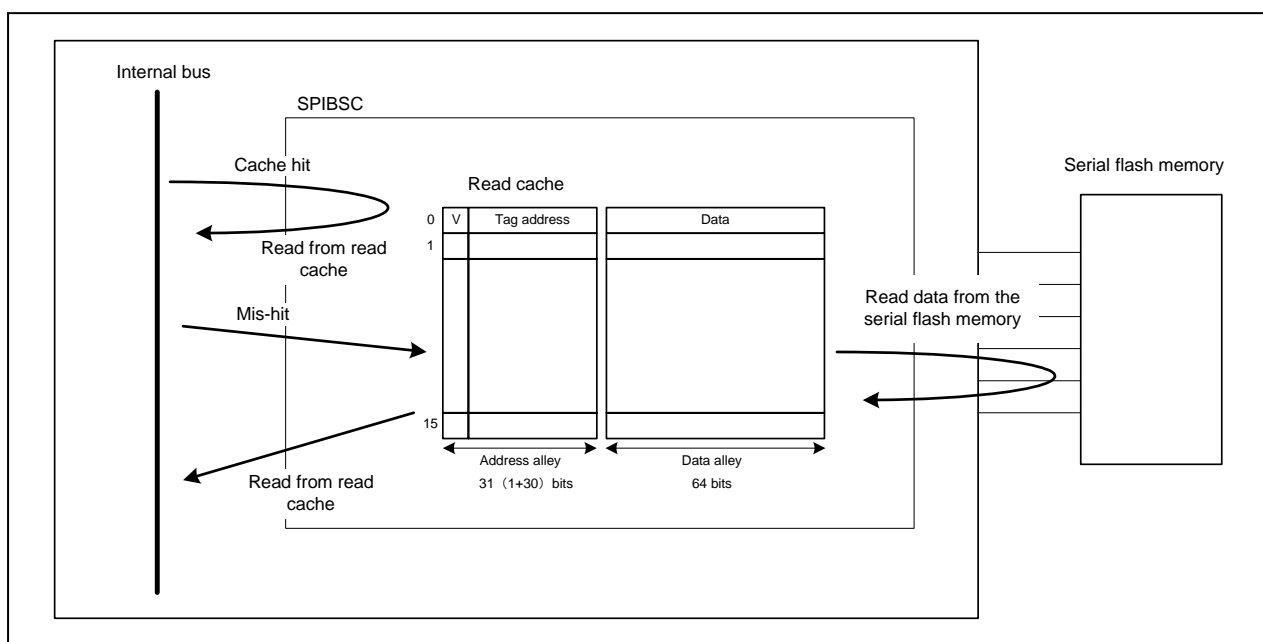 Internal bus
SPIBSC
Cache hit
Serial flash memory
Read cache
0
V
Tag address
Data
1
Read from read
cache
Read data from the
serial flash memory
Mis-hit
15
Address alley
Data alley
Read from read
cache
31（1+30）bits
64 bits